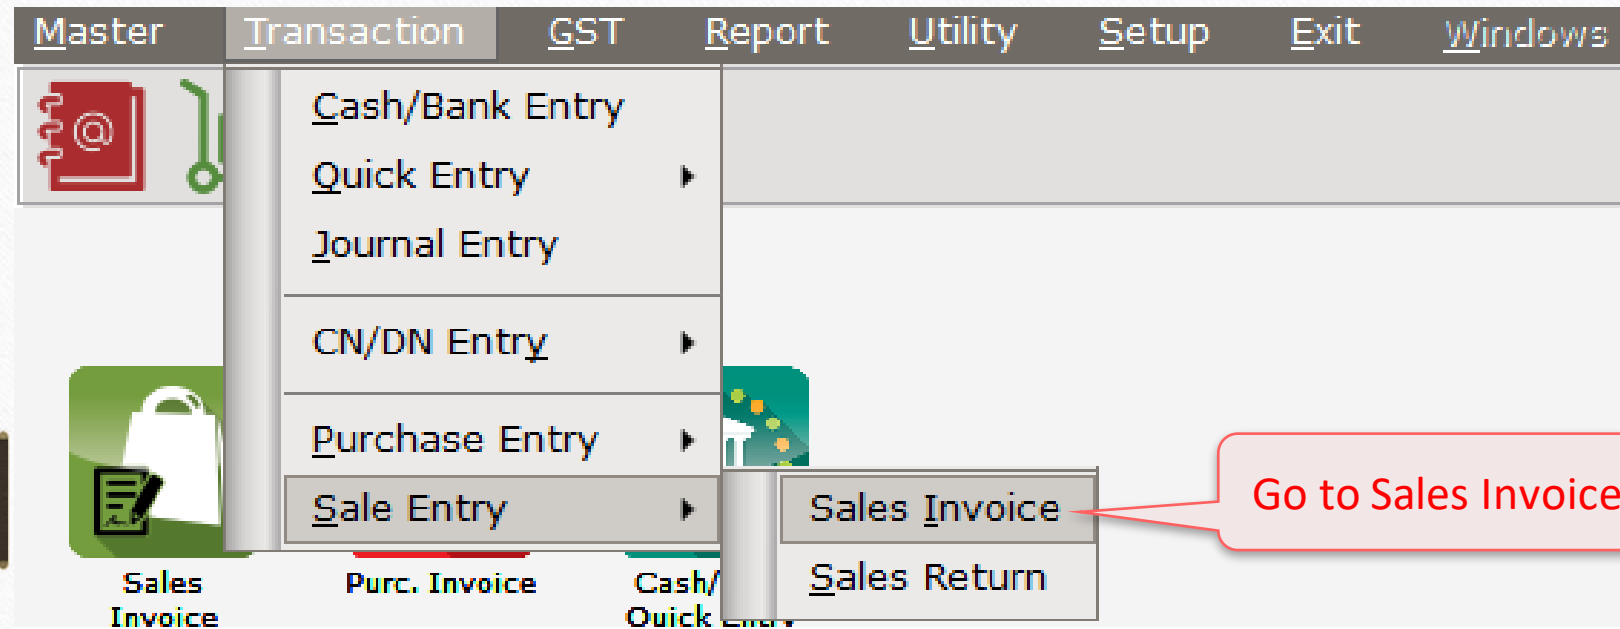 Master Transaction GST Report Utility Setup Exit Windows
@
Cash/Bank Entry
Quick Entry
Journal Entry
CN/DN Entry
Purchase Entry
Sale Entry
Sales Invoice
Go to Sales Invoice
Sales Return
Sales
Invoice
Purc. Invoice
Cash/
Quick Entry